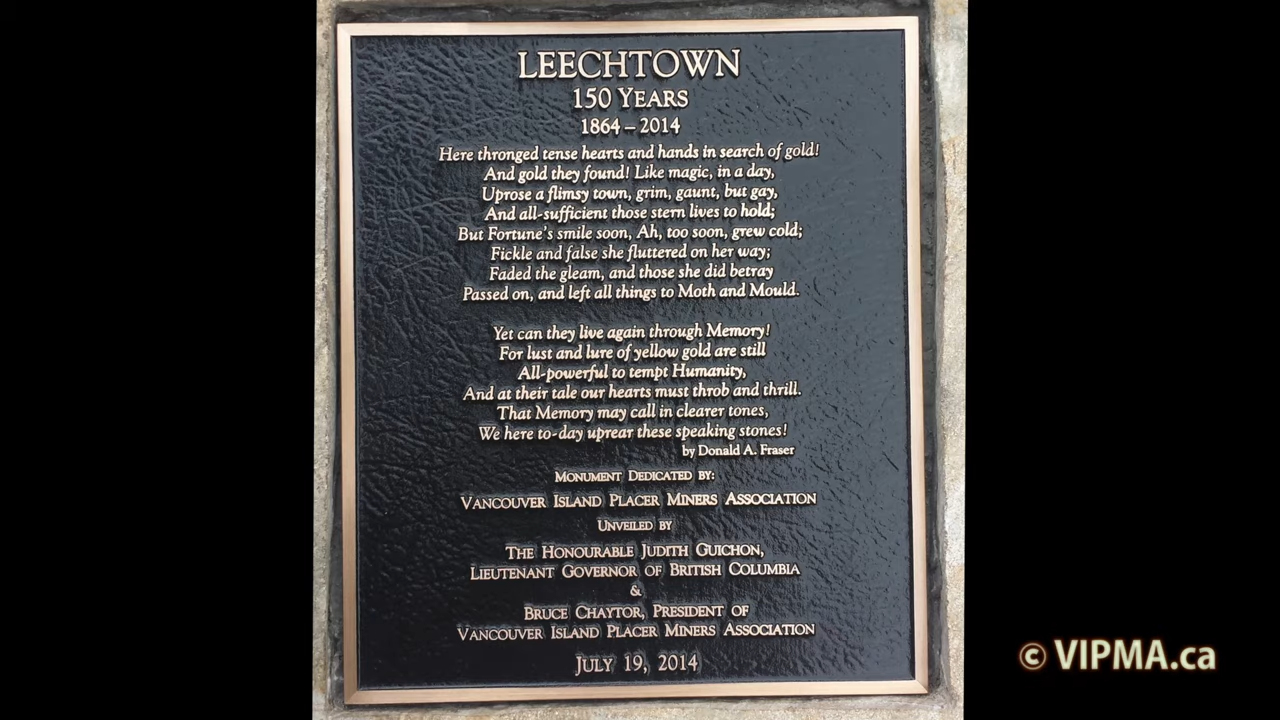 LEECHTOWN
150 YEARS
1864 – 2014
Here thronged tense hearts and hands in search of gold!
And gold they found! Like magic, in a day,
Uprose a flimsy town, grim, gaunt, but gay,
And all-sufficient those stern lives to hold;
But Fortune's smile soon, Ah, too soon, grew cold;
Fickle and false she fluttered on her way;
Faded the gleam, and those she did betray
Passed on, and left all things to Moth and Mould.
Yet can they live again through Memory!
For lust and lure of yellow gold are still
All-powerful to tempt Humanity,
And at their tale our hearts must throb and thrill.
That Memory may call in clearer tones,
We here to-day uprear these speaking stones!
by Donald A. Fraser
MONUMENT DEDICATED BY:
VANCOUVER ISLAND PLACER MINERS ASSOCIATION
UNVEILED BY
THE HONOURABLE JUDITH GUICHON,
LIEUTENANT GOVERNOR OF BRITISH COLUMBIA
&
BRUCE CHAYTOR, PRESIDENT OF
VANCOUVER ISLAND PLACER MINERS ASSOCIATION
JULY 19, 2014
© VIPMA.ca